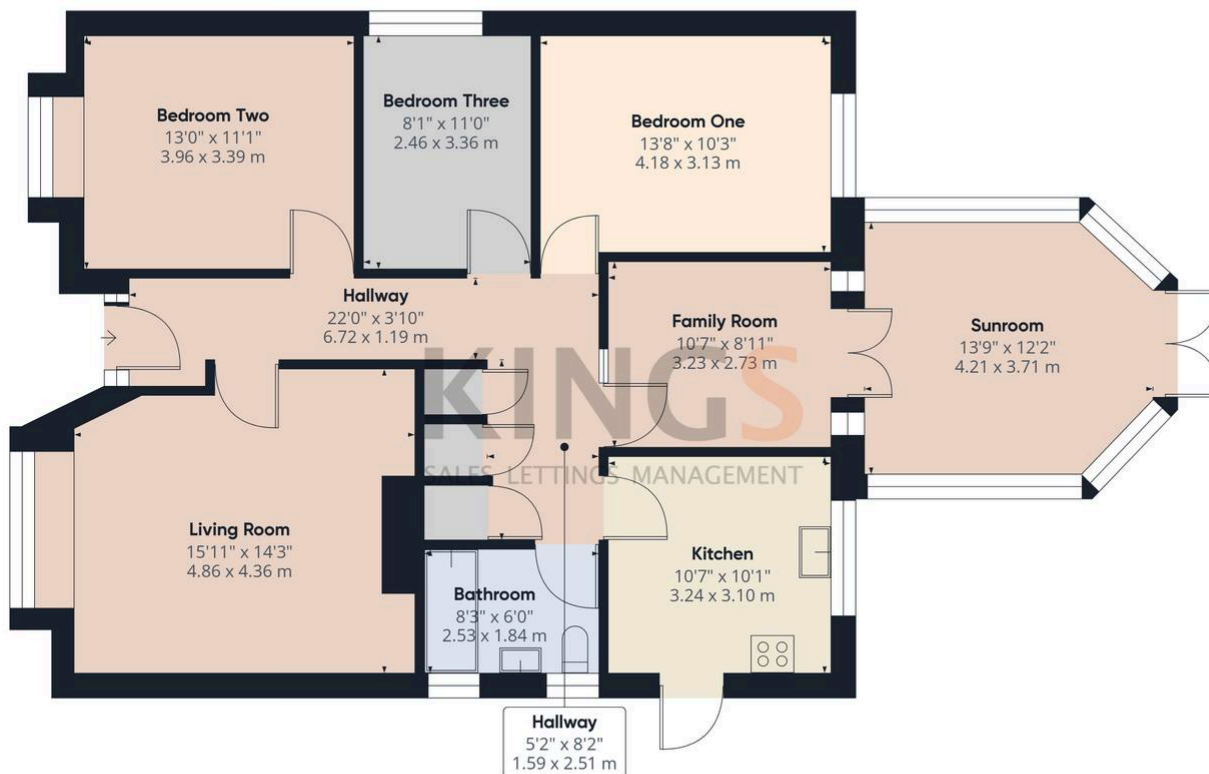 Bedroom Two
13'0" x 11'1"
3.96 x 3.39 m
Bedroom Three
8'1" x 11'0"
2.46 x 3.36 m
Bedroom One
13'8" x 10'3"
4.18 x 3.13 m
Hallway
22'0" x 3'10"
6.72 x 1.19 m
Family Room
10'7" x 8'11"
3.23 x 2.73 m
Sunroom
13'9" x 12'2"
4.21 x 3.71 m
KINGS
SALES LETTINGS MANAGEMENT
Living Room
15'11" x 14'3"
4.86 x 4.36 m
Bathroom
8'3" x 6'0"
2.53 x 1.84 m
Kitchen
10'7" x 10'1"
3.24 x 3.10 m
Hallway
5'2" x 8'2"
1.59 x 2.51 m